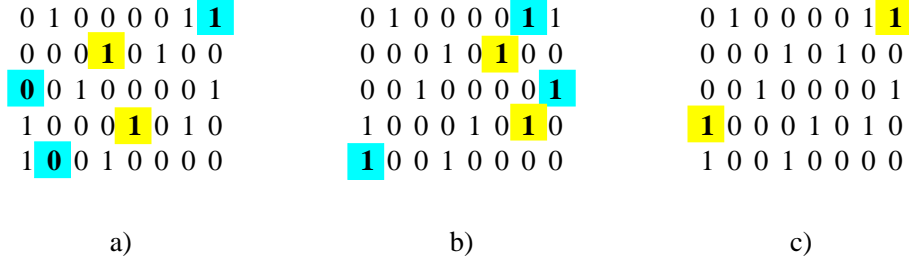 0 1 0 0 0 0 1 1 0 1 0 0 0 0 1 1 0 1 0 0 0 0 1 1
0 0 0 1 0 1 0 0 0 0 0 1 0 1 0 0 0 0 0 1 0 1 0 0
0 0 1 0 0 0 0 1 0 0 1 0 0 0 0 1 0 0 1 0 0 0 0 1
1 0 0 0 1 0 1 0 1 0 0 0 1 0 1 0 1 0 0 0 1 0 1 0
1 0 0 1 0 0 0 0 1 0 0 1 0 0 0 0 1 0 0 1 0 0 0 0
a) b) c)